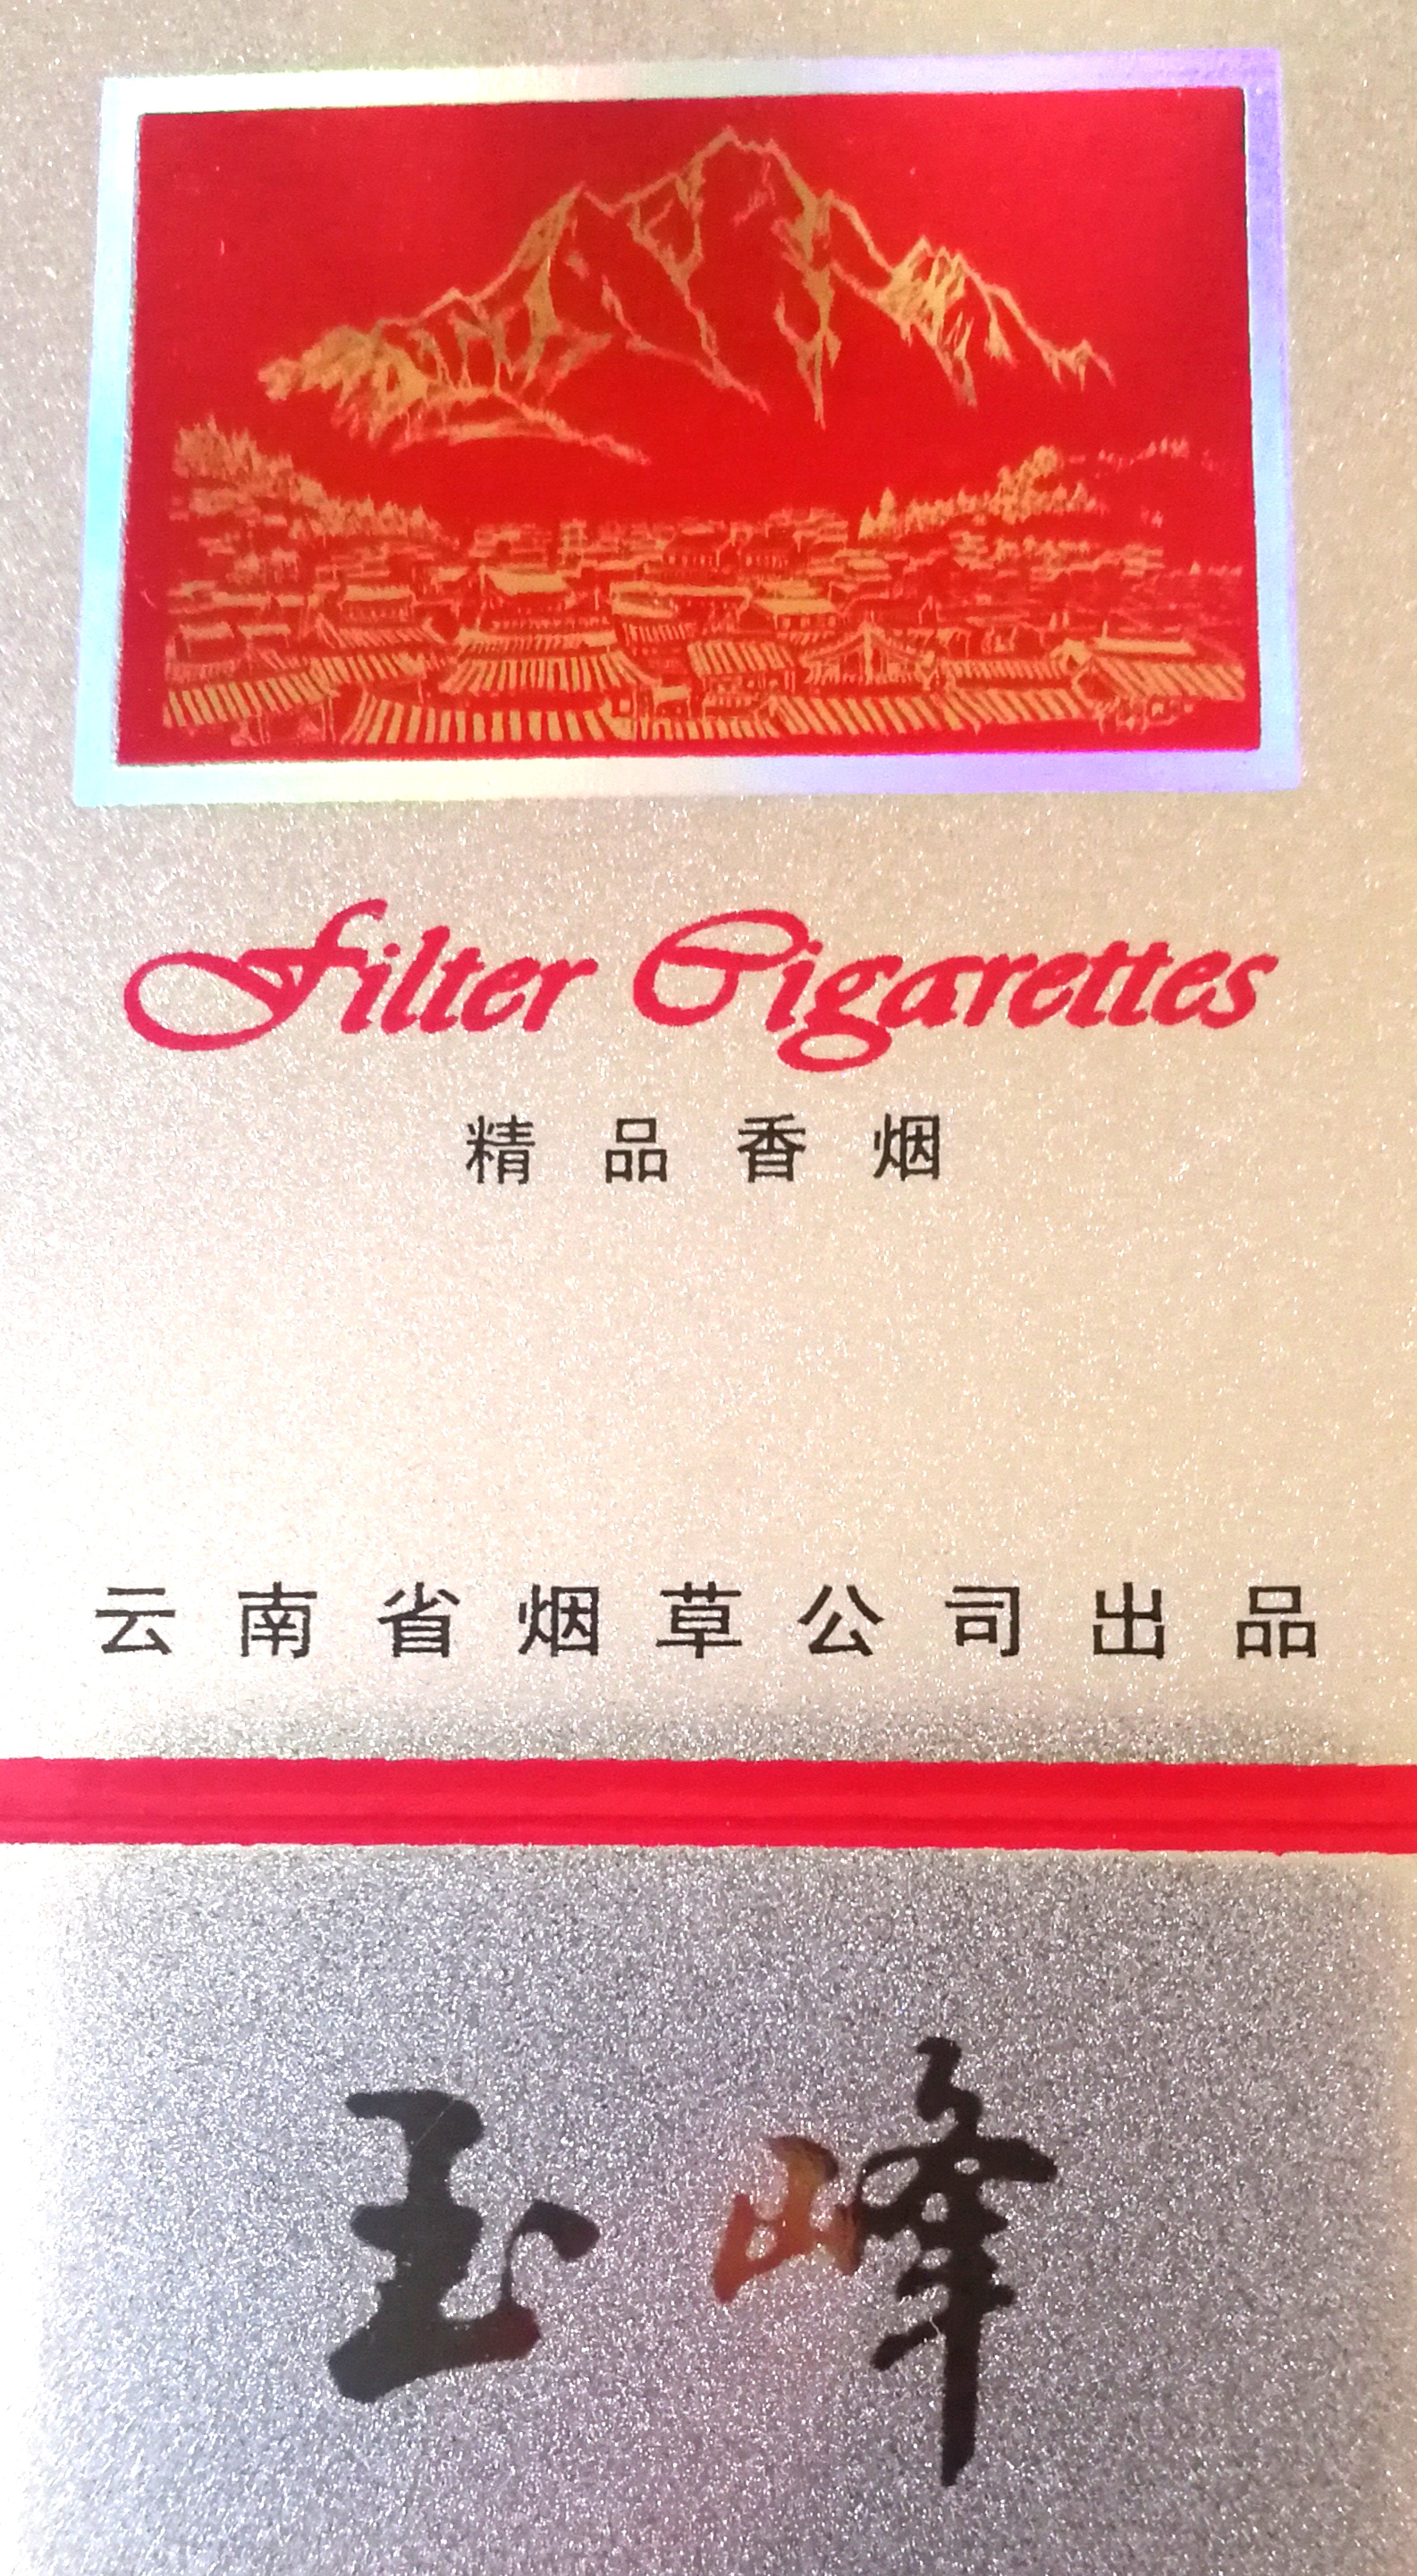 Filter Cigarettes
精品香烟
云南省烟草公司出品
玉峰